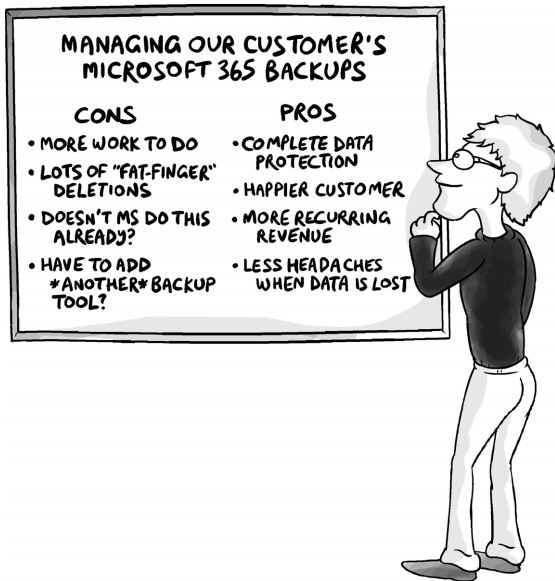 MANAGING OUR CUSTOMER'S
MICROSOFT 365 BACKUPS
CONS
• MORE WORK TO DO
• LOTS OF "FAT-FINGER"
DELETIONS
• DOESN'T MS DO THIS
ALREADY?
• HAVE TO ADD
*ANOTHER* BACKUP
TOOL?
PROS
• COMPLETE DATA
PROTECTION
• HAPPIER CUSTOMER
• MORE RECURRING
REVENUE
• LESS HEADACHES
WHEN DATA IS LOST